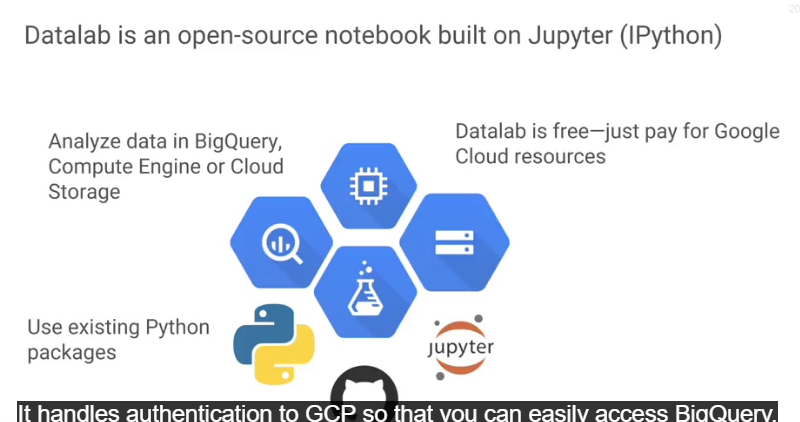 20
Datalab is an open-source notebook built on Jupyter (IPython)
Analyze data in BigQuery,
Compute Engine or Cloud
Storage
Datalab is free—just pay for Google
Cloud resources
Use existing Python
packages
jupyter
It handles authentication to GCP so that you can easily access BigQuery,